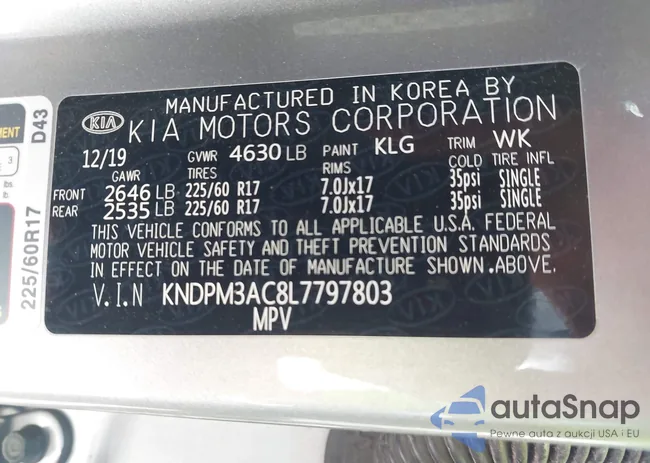 MANUFACTURED IN KOREA BY
KIA KIA MOTORS CORPORATION
12/19 GVWR 4630 LB PAINT KLG TRIM WK
GAWR TIRES RIMS COLD TIRE INFL
FRONT 2646 LB 225/60 R17 7.0Jx17 35psi SINGLE
REAR 2535 LB 225/60 R17 7.0Jx17 35psi SINGLE
THIS VEHICLE CONFORMS TO ALL APPLICABLE U.S.A. FEDERAL
MOTOR VEHICLE SAFETY AND THEFT PREVENTION STANDARDS
IN EFFECT ON THE DATE OF MANUFACTURE SHOWN .ABOVE.
V.I.N KNDPM3AC8L7797803
MPV
D43
3
lbs
225/60R17
autaSnap
Pewne auta z aukcji USA i EU